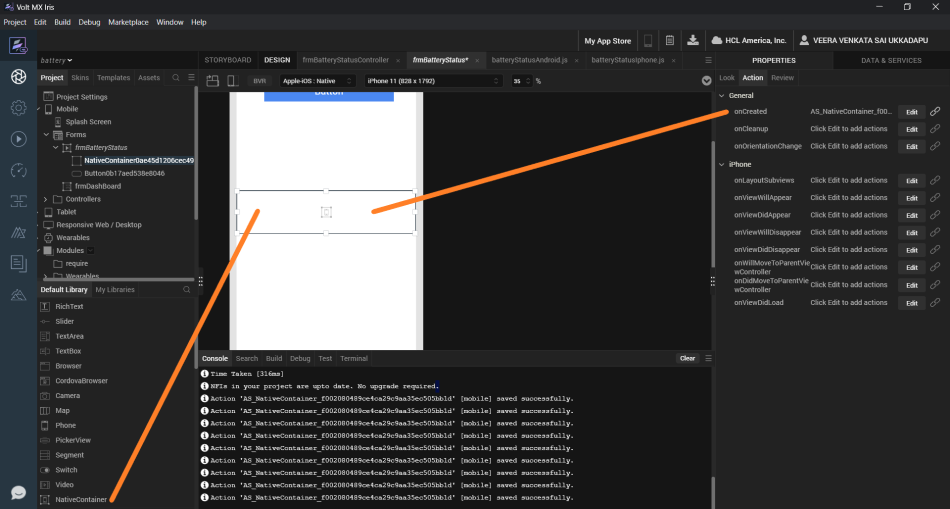 Volt MX Iris
Project Edit Build Debug Marketplace Window Help
My App Store HCL America, Inc. VEERA VENKATA SAI UKKADAPU
battery
STORYBOARD DESIGN frmBatteryStatusController × frmBatteryStatus* × batteryStatusAndroid.js × batteryStatusIphone.js ×
PROPERTIES DATA & SERVICES
Project Skins Templates Assets
BVR Apple-iOS : Native iPhone 11 (828 x 1792) 35 %
Look Action Review
Project Settings
Mobile
Splash Screen
Forms
frmBatteryStatus
NativeContainer0ae45d1206cec49
Button0b17aed538e8046
frmDashBoard
Controllers
Tablet
Responsive Web / Desktop
Wearables
Modules
require
Wearables
Button
General
onCreated AS_NativeContainer_f00... Edit
onCleanup Click Edit to add actions Edit
onOrientationChange Click Edit to add actions Edit
iPhone
onLayoutSubviews Click Edit to add actions Edit
onViewWillAppear Click Edit to add actions Edit
onViewDidAppear Click Edit to add actions Edit
onViewWillDisappear Click Edit to add actions Edit
onViewDidDisappear Click Edit to add actions Edit
onWillMoveToParentVie
wController Click Edit to add actions Edit
onDidMoveToParentVie
wController Click Edit to add actions Edit
onViewDidLoad Click Edit to add actions Edit
Default Library My Libraries
RichText
Slider
TextArea
TextBox
Browser
CordovaBrowser
Camera
Map
Phone
PickerView
Segment
Switch
Video
NativeContainer
Console Search Build Debug Test Terminal Clear
Time Taken [316ms]
NFIs in your project are upto date. No upgrade required.
Action 'AS_NativeContainer_f002080489ce4ca29c9aa35ec505bb1d' [mobile] saved successfully.
Action 'AS_NativeContainer_f002080489ce4ca29c9aa35ec505bb1d' [mobile] saved successfully.
Action 'AS_NativeContainer_f002080489ce4ca29c9aa35ec505bb1d' [mobile] saved successfully.
Action 'AS_NativeContainer_f002080489ce4ca29c9aa35ec505bb1d' [mobile] saved successfully.
Action 'AS_NativeContainer_f002080489ce4ca29c9aa35ec505bb1d' [mobile] saved successfully.
Action 'AS_NativeContainer_f002080489ce4ca29c9aa35ec505bb1d' [mobile] saved successfully.
Action 'AS_NativeContainer_f002080489ce4ca29c9aa35ec505bb1d' [mobile] saved successfully.
Action 'AS_NativeContainer_f002080489ce4ca29c9aa35ec505bb1d' [mobile] saved successfully.
Action 'AS_NativeContainer_f002080489ce4ca29c9aa35ec505bb1d' [mobile] saved successfully.